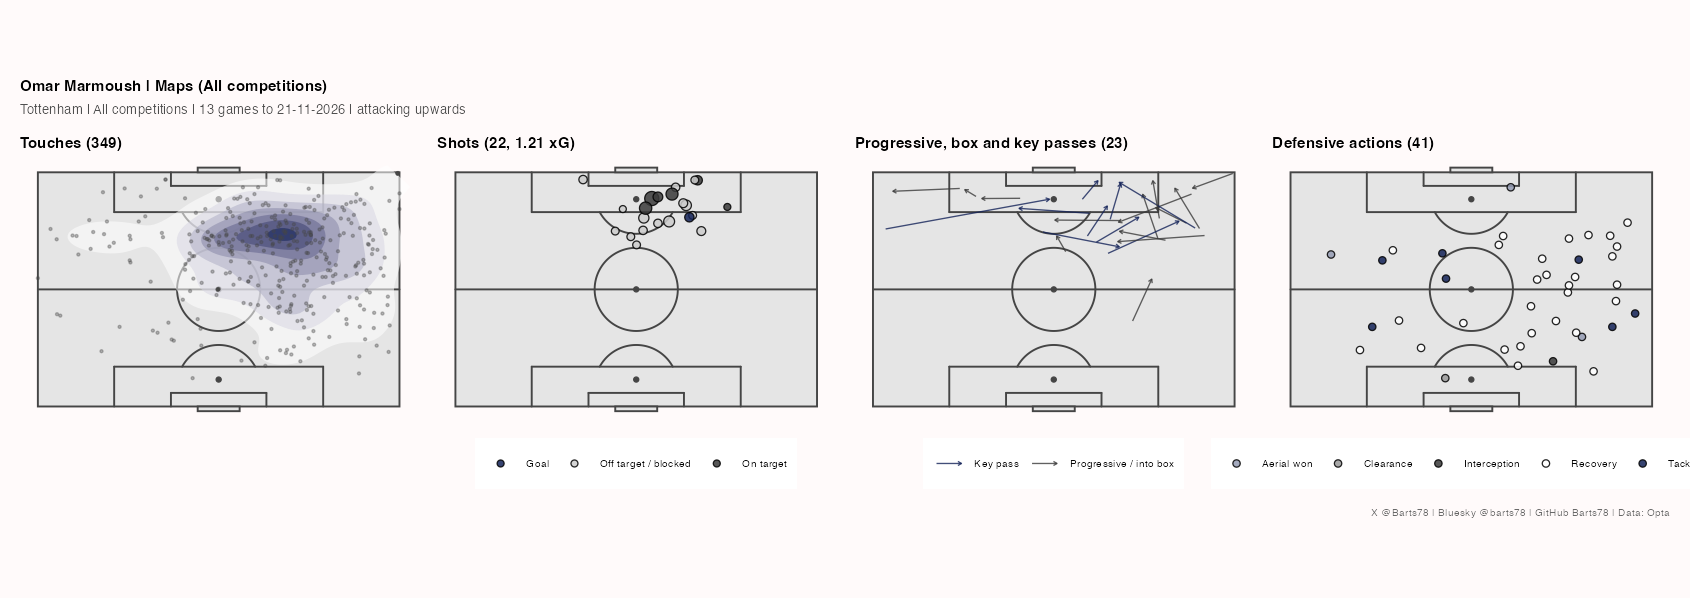 Omar Marmoush | Maps (All competitions)
Tottenham | All competitions | 13 games to 21-11-2026 | attacking upwards
Touches (349)
Shots (22, 1.21 xG)
Progressive, box and key passes (23)
Defensive actions (41)
Goal
Off target / blocked
On target
Key pass
Progressive / into box
Aerial won
Clearance
Interception
Recovery
Tack
X @Barts78 | Bluesky @barts78 | GitHub Barts78 | Data: Opta